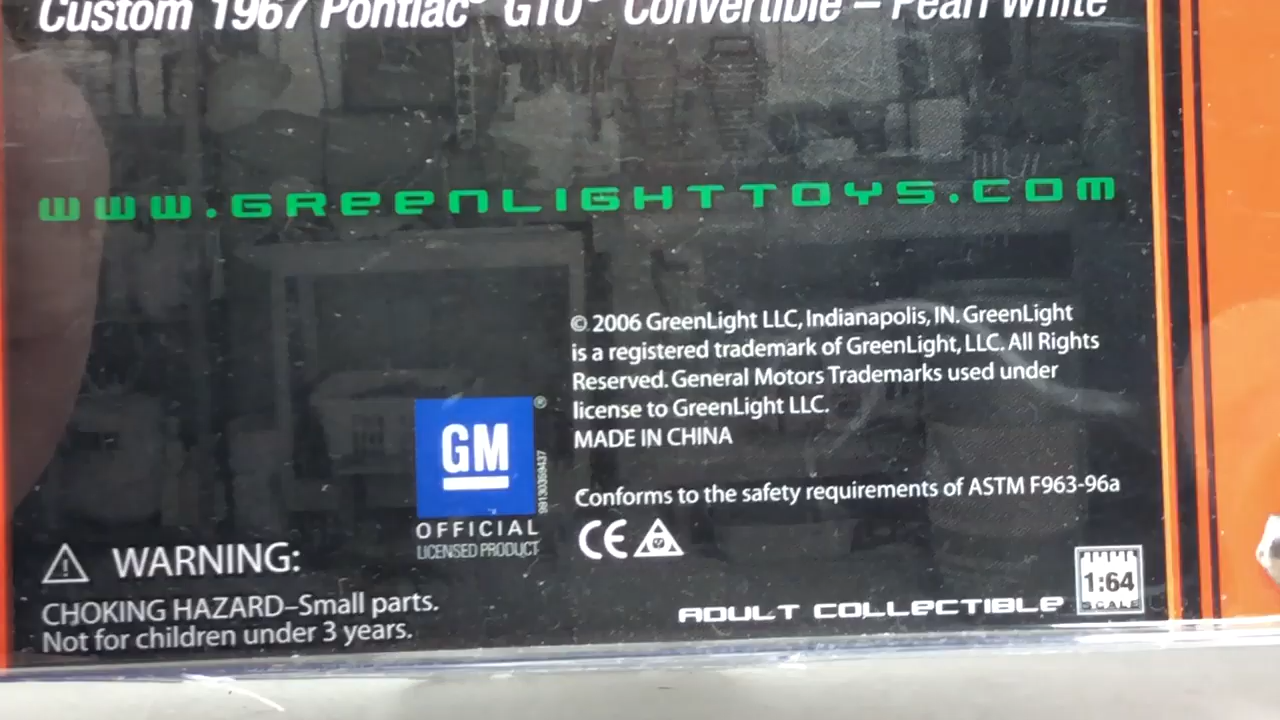 Custom 1967 Pontiac® GTO® Convertible – Pearl White
www.GREENLIGHTTOYS.COM
© 2006 GreenLight LLC, Indianapolis, IN. GreenLight
is a registered trademark of GreenLight, LLC. All Rights
Reserved. General Motors Trademarks used under
license to GreenLight LLC.
MADE IN CHINA
GM ®
OFFICIAL
LICENSED PRODUCT
Conforms to the safety requirements of ASTM F963-96a
CE
WARNING:
CHOKING HAZARD–Small parts.
Not for children under 3 years.
ADULT COLLECTIBLE
1:64
SCALE